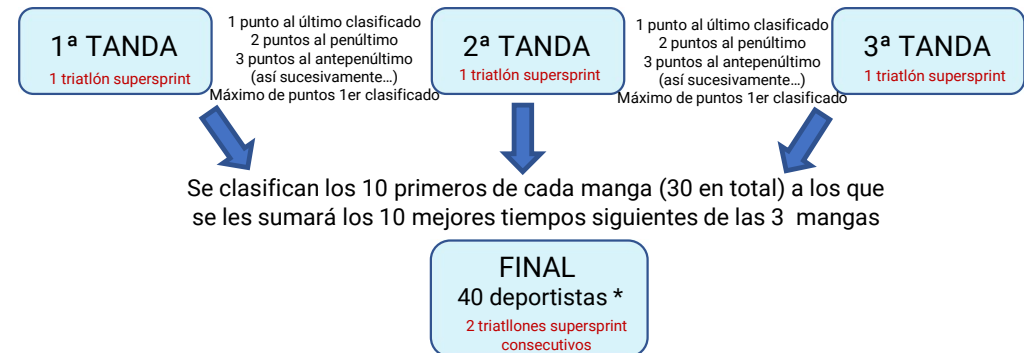 1ª TANDA
1 triatlón supersprint
1 punto al último clasificado
2 puntos al penúltimo
3 puntos al antepenúltimo
(así sucesivamente...)
Máximo de puntos 1er clasificado
2ª TANDA
1 triatlón supersprint
1 punto al último clasificado
2 puntos al penúltimo
3 puntos al antepenúltimo
(así sucesivamente...)
Máximo de puntos 1er clasificado
3ª TANDA
1 triatlón supersprint
Se clasifican los 10 primeros de cada manga (30 en total) a los que
se les sumará los 10 mejores tiempos siguientes de las 3 mangas
FINAL
40 deportistas *
2 triatllones supersprint
consecutivos